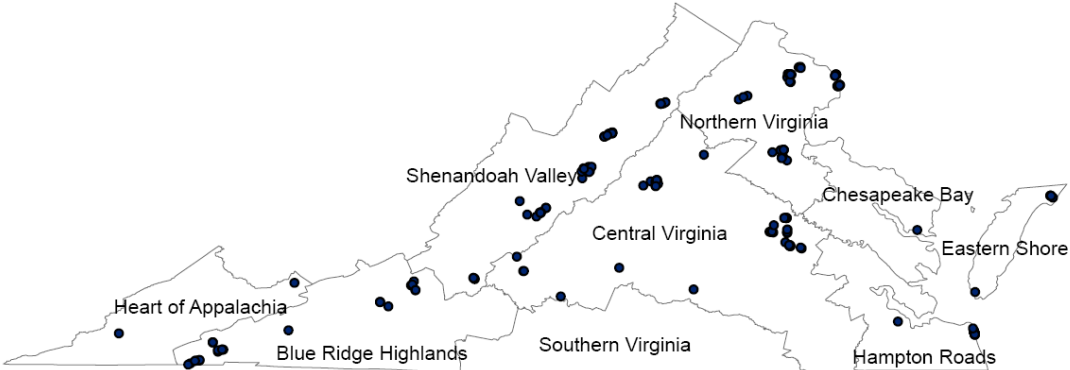 Northern Virginia
Shenandoah Valley
Chesapeake Bay
Central Virginia
Eastern Shore
Heart of Appalachia
Southern Virginia
Blue Ridge Highlands
Hampton Roads